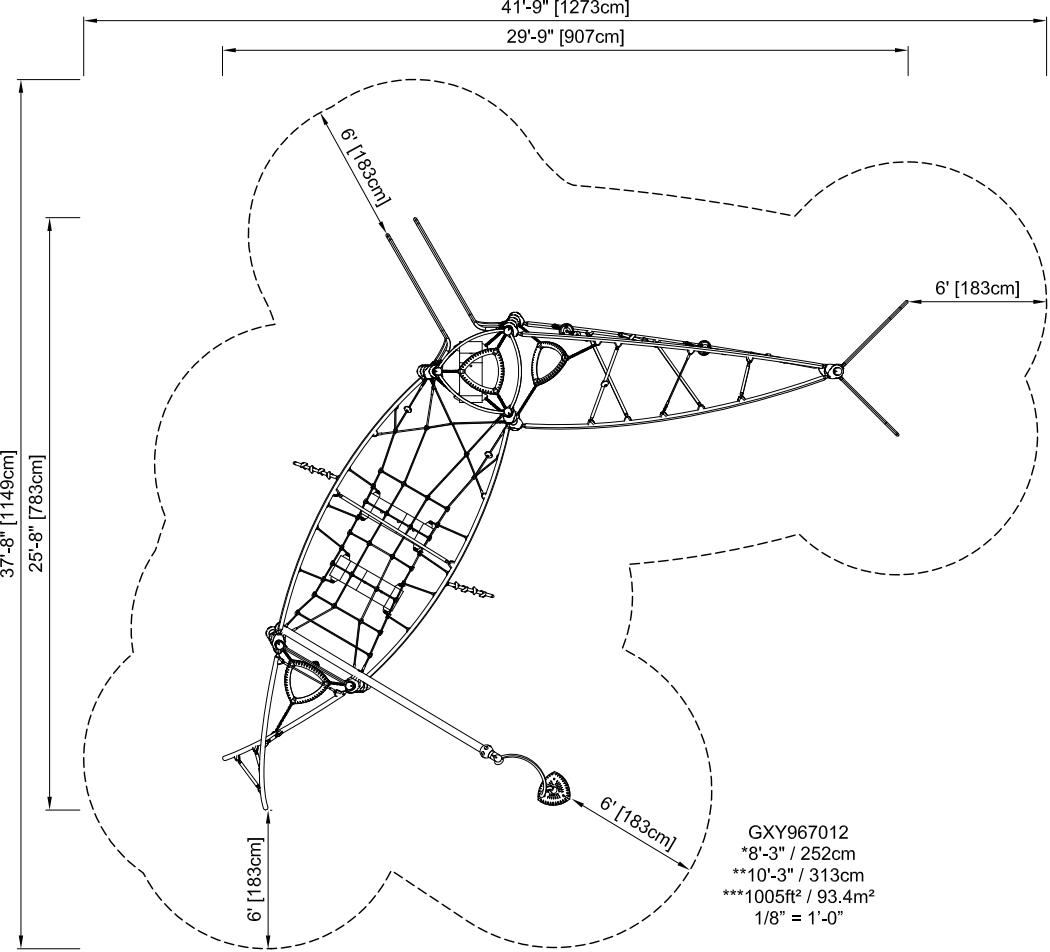 41'-9" [1273cm]
29'-9" [907cm]
6' [183cm]
6' [183cm]
37'-8" [1149cm]
25'-8" [783cm]
6' [183cm]
6' [183cm]
GXY967012
*8'-3" / 252cm
**10'-3" / 313cm
***1005ft² / 93.4m²
1/8” = 1’-0”